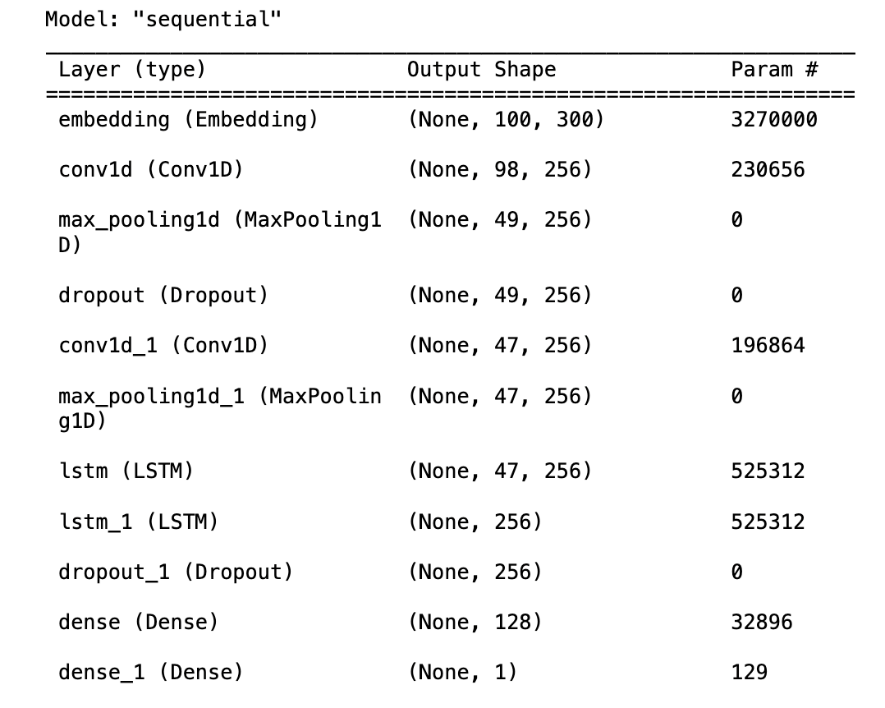 Model: "sequential"
Layer (type) Output Shape Param #
=================================================================
embedding (Embedding) (None, 100, 300) 3270000
conv1d (Conv1D) (None, 98, 256) 230656
max_pooling1d (MaxPooling1 (None, 49, 256) 0
D)
dropout (Dropout) (None, 49, 256) 0
conv1d_1 (Conv1D) (None, 47, 256) 196864
max_pooling1d_1 (MaxPoolin (None, 47, 256) 0
g1D)
lstm (LSTM) (None, 47, 256) 525312
lstm_1 (LSTM) (None, 256) 525312
dropout_1 (Dropout) (None, 256) 0
dense (Dense) (None, 128) 32896
dense_1 (Dense) (None, 1) 129